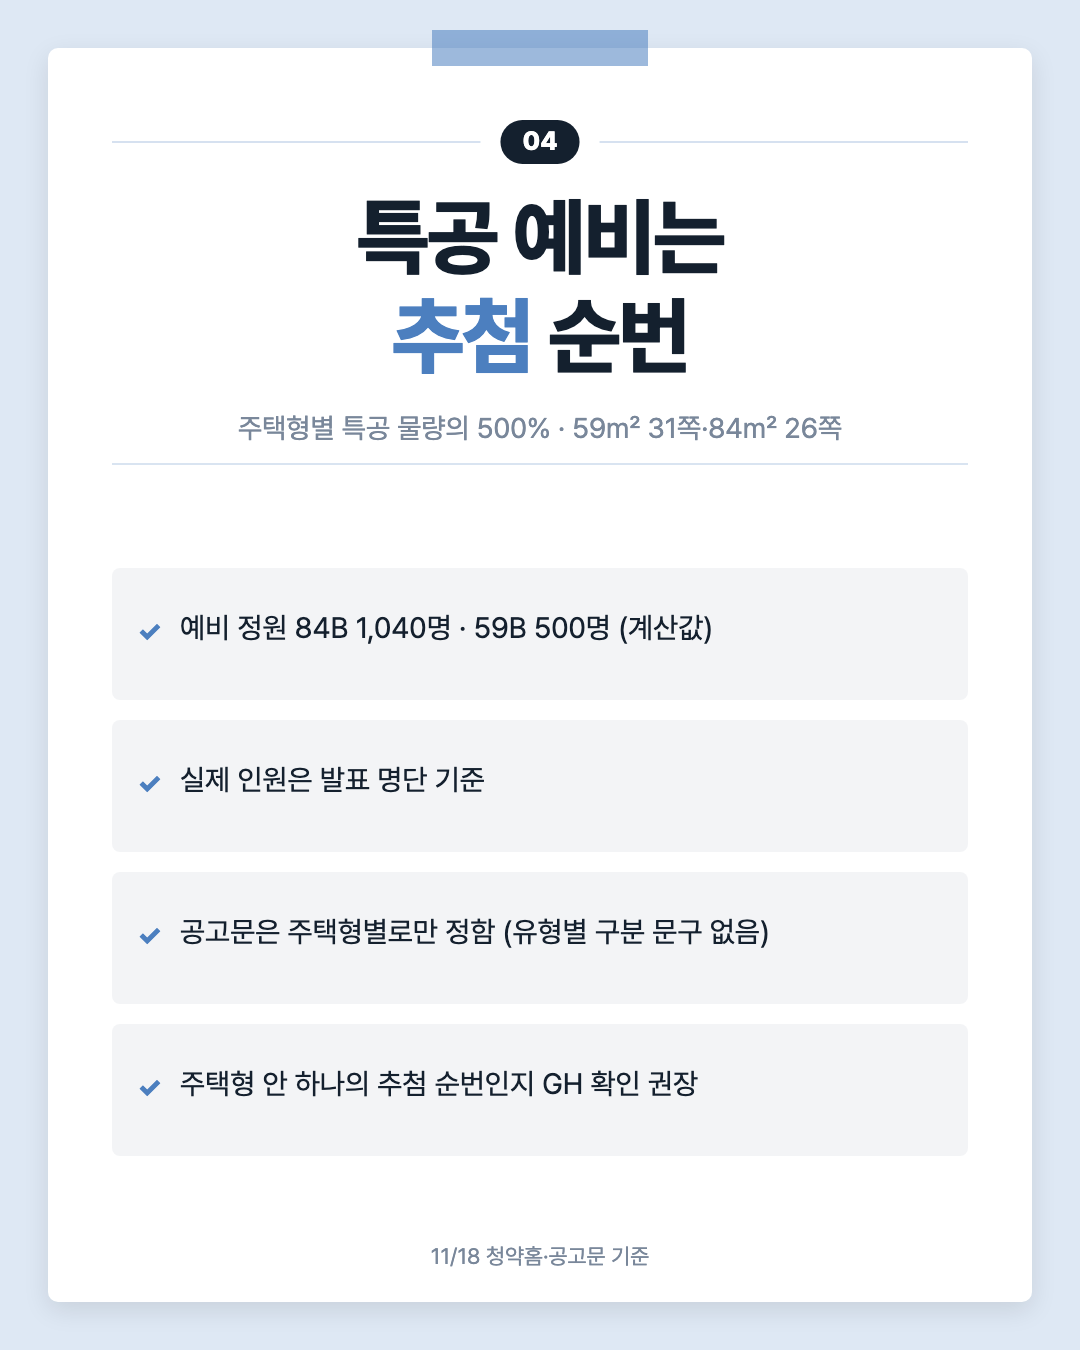 04
특공 예비는
추첨 순번
주택형별 특공 물량의 500% · 59m² 31쪽·84m² 26쪽
예비 정원 84B 1,040명 · 59B 500명 (계산값)
실제 인원은 발표 명단 기준
공고문은 주택형별로만 정함 (유형별 구분 문구 없음)
주택형 안 하나의 추첨 순번인지 GH 확인 권장
11/18 청약홈·공고문 기준